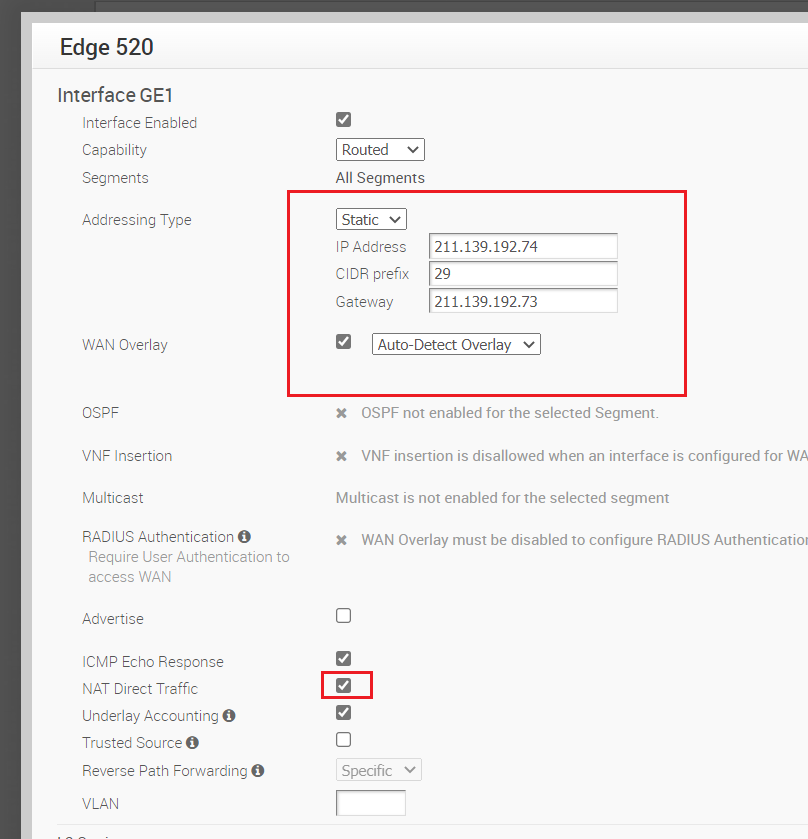 Edge 520
Interface GE1
Interface Enabled
Capability Routed
Segments All Segments
Addressing Type Static
IP Address 211.139.192.74
CIDR prefix 29
Gateway 211.139.192.73
WAN Overlay Auto-Detect Overlay
OSPF OSPF not enabled for the selected Segment.
VNF Insertion VNF insertion is disallowed when an interface is configured for WA
Multicast Multicast is not enabled for the selected segment
RADIUS Authentication WAN Overlay must be disabled to configure RADIUS Authentication
Require User Authentication to
access WAN
Advertise
ICMP Echo Response
NAT Direct Traffic
Underlay Accounting
Trusted Source
Reverse Path Forwarding Specific
VLAN